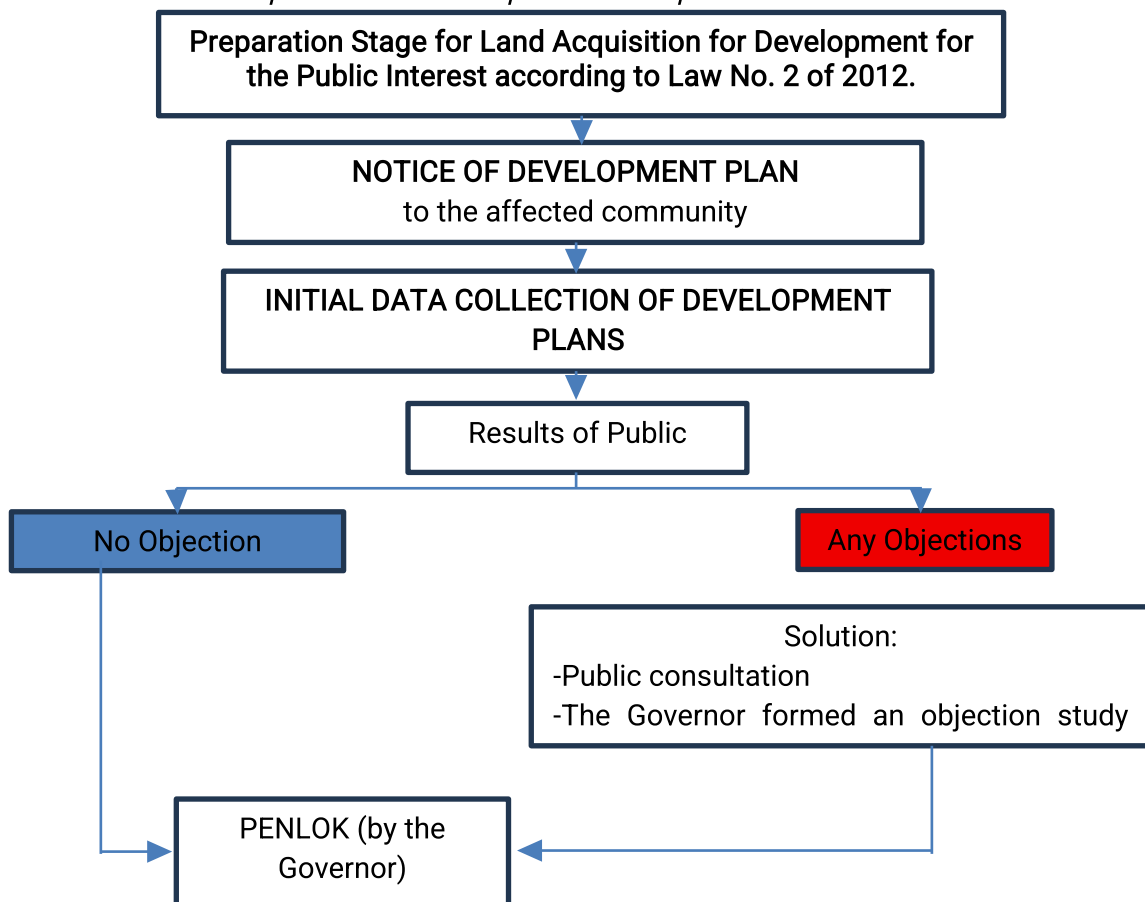 Preparation Stage for Land Acquisition for Development for
the Public Interest according to Law No. 2 of 2012.
NOTICE OF DEVELOPMENT PLAN
to the affected community
INITIAL DATA COLLECTION OF DEVELOPMENT
PLANS
Results of Public
No Objection
Any Objections
Solution:
-Public consultation
-The Governor formed an objection study
PENLOK (by the
Governor)